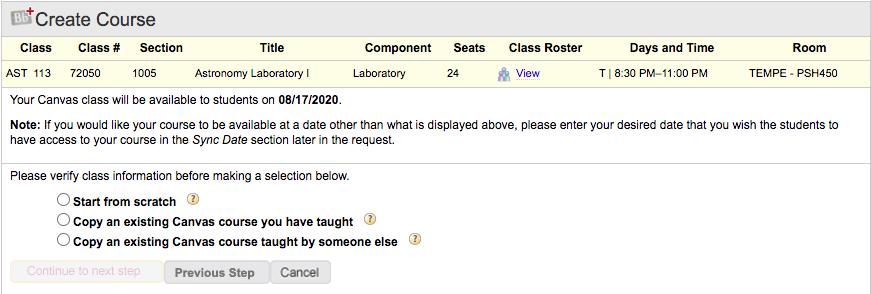 Bb+ Create Course
Class Class # Section Title Component Seats Class Roster Days and Time Room
AST 113 72050 1005 Astronomy Laboratory I Laboratory 24 View T | 8:30 PM–11:00 PM TEMPE - PSH450
Your Canvas class will be available to students on 08/17/2020.
Note: If you would like your course to be available at a date other than what is displayed above, please enter your desired date that you wish the students to
have access to your course in the Sync Date section later in the request.
Please verify class information before making a selection below.
Start from scratch ?
Copy an existing Canvas course you have taught ?
Copy an existing Canvas course taught by someone else ?
Continue to next step Previous Step Cancel